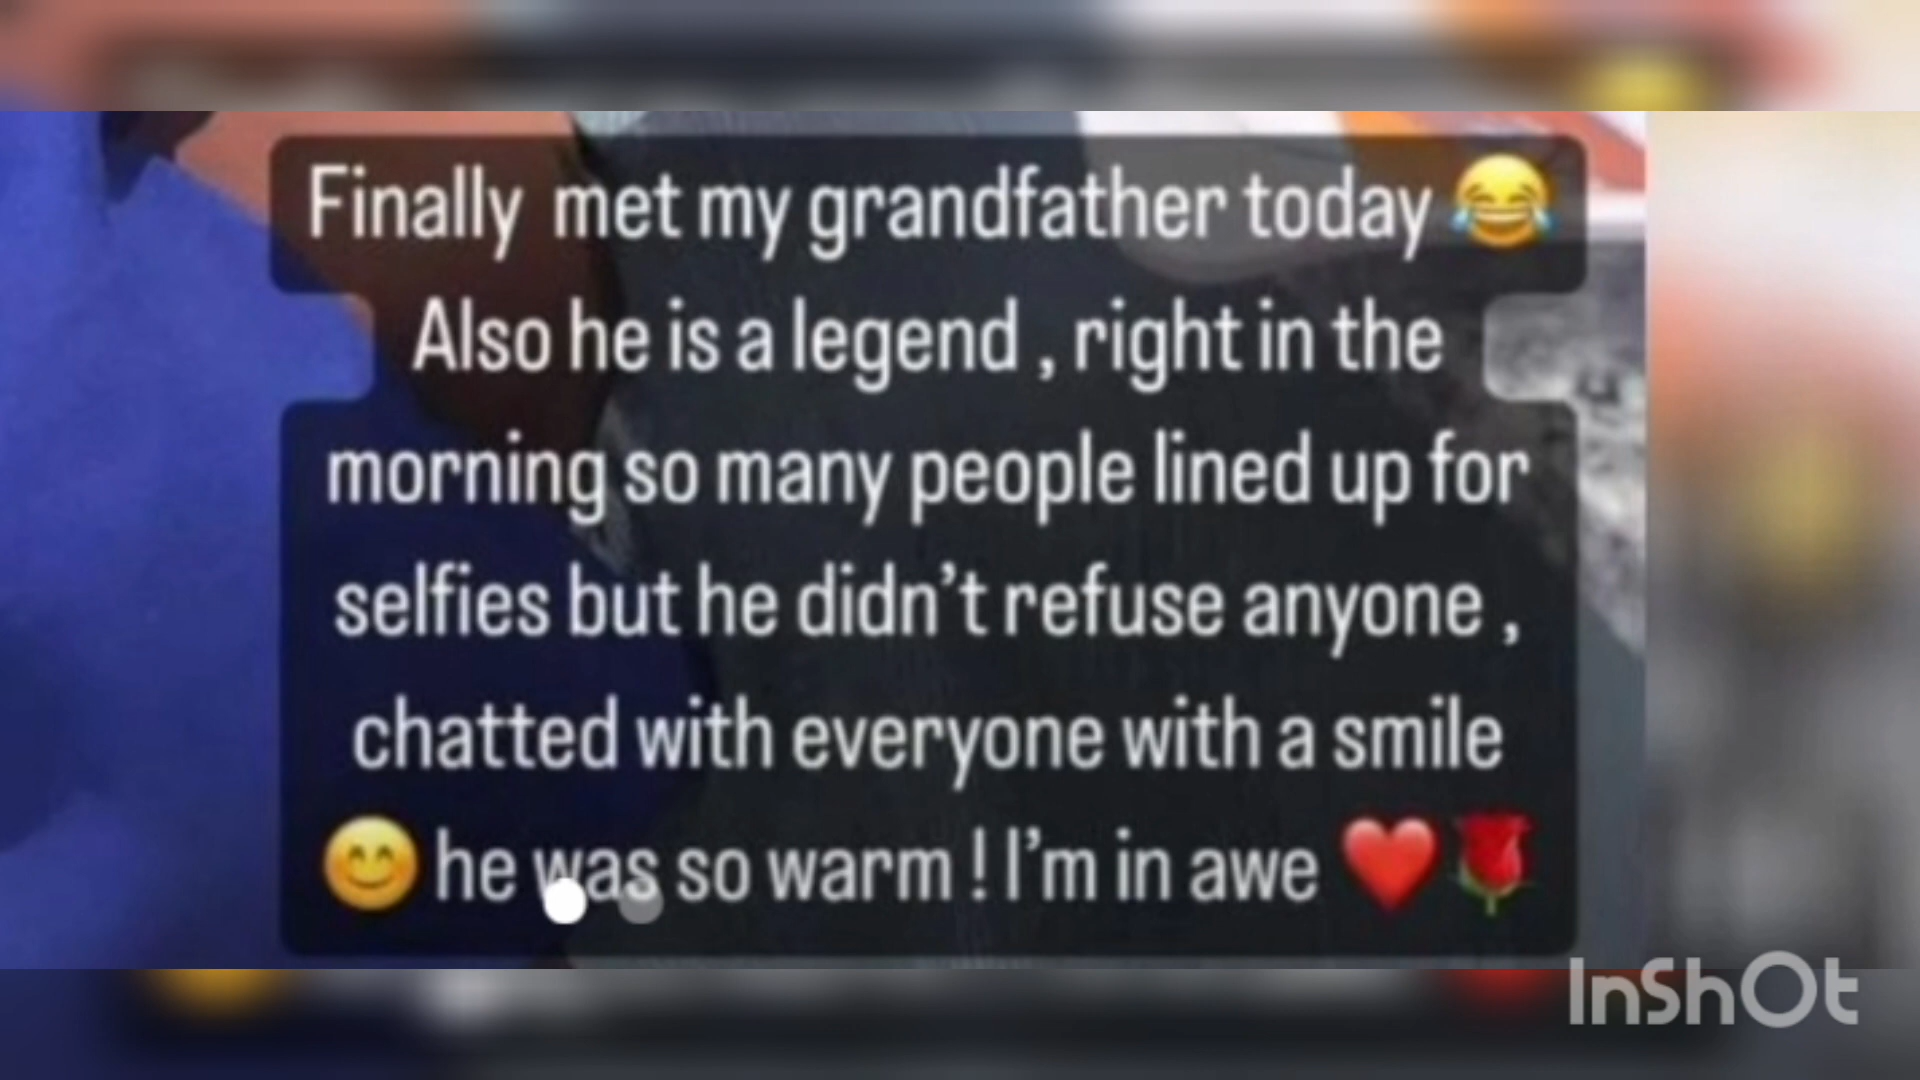 Finally met my grandfather today 😂
Also he is a legend , right in the
morning so many people lined up for
selfies but he didn't refuse anyone ,
chatted with everyone with a smile
😊 he was so warm ! I'm in awe ❤️🌹
InShOt